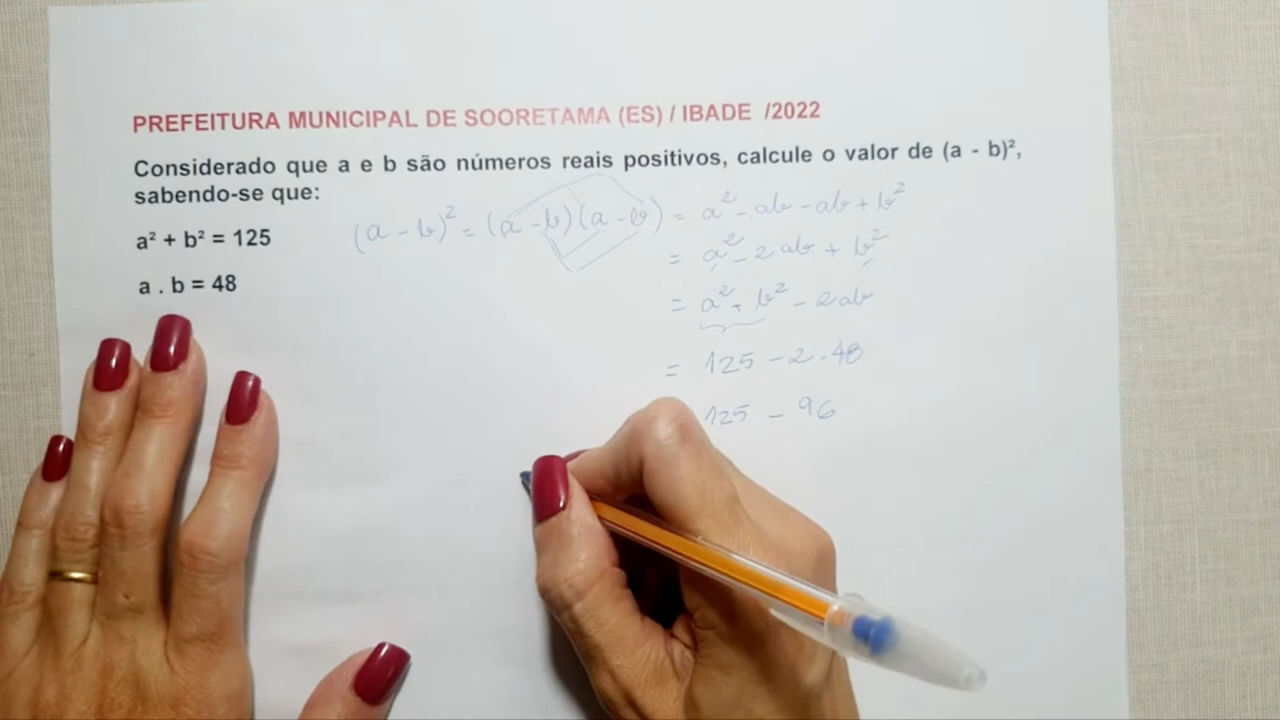 PREFEITURA MUNICIPAL DE SOORETAMA (ES) / IBADE /2022
Considerado que a e b são números reais positivos, calcule o valor de (a - b)²,
sabendo-se que:
a² + b² = 125
a . b = 48
(a - b)² = (a - b)(a - b) = a² - ab - ab + b²
= a² - 2ab + b²
= a² + b² - 2ab
= 125 - 2.48
125 - 96